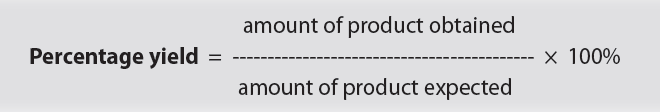 amount of product obtained
Percentage yield = ------------------------------------------- × 100%
amount of product expected